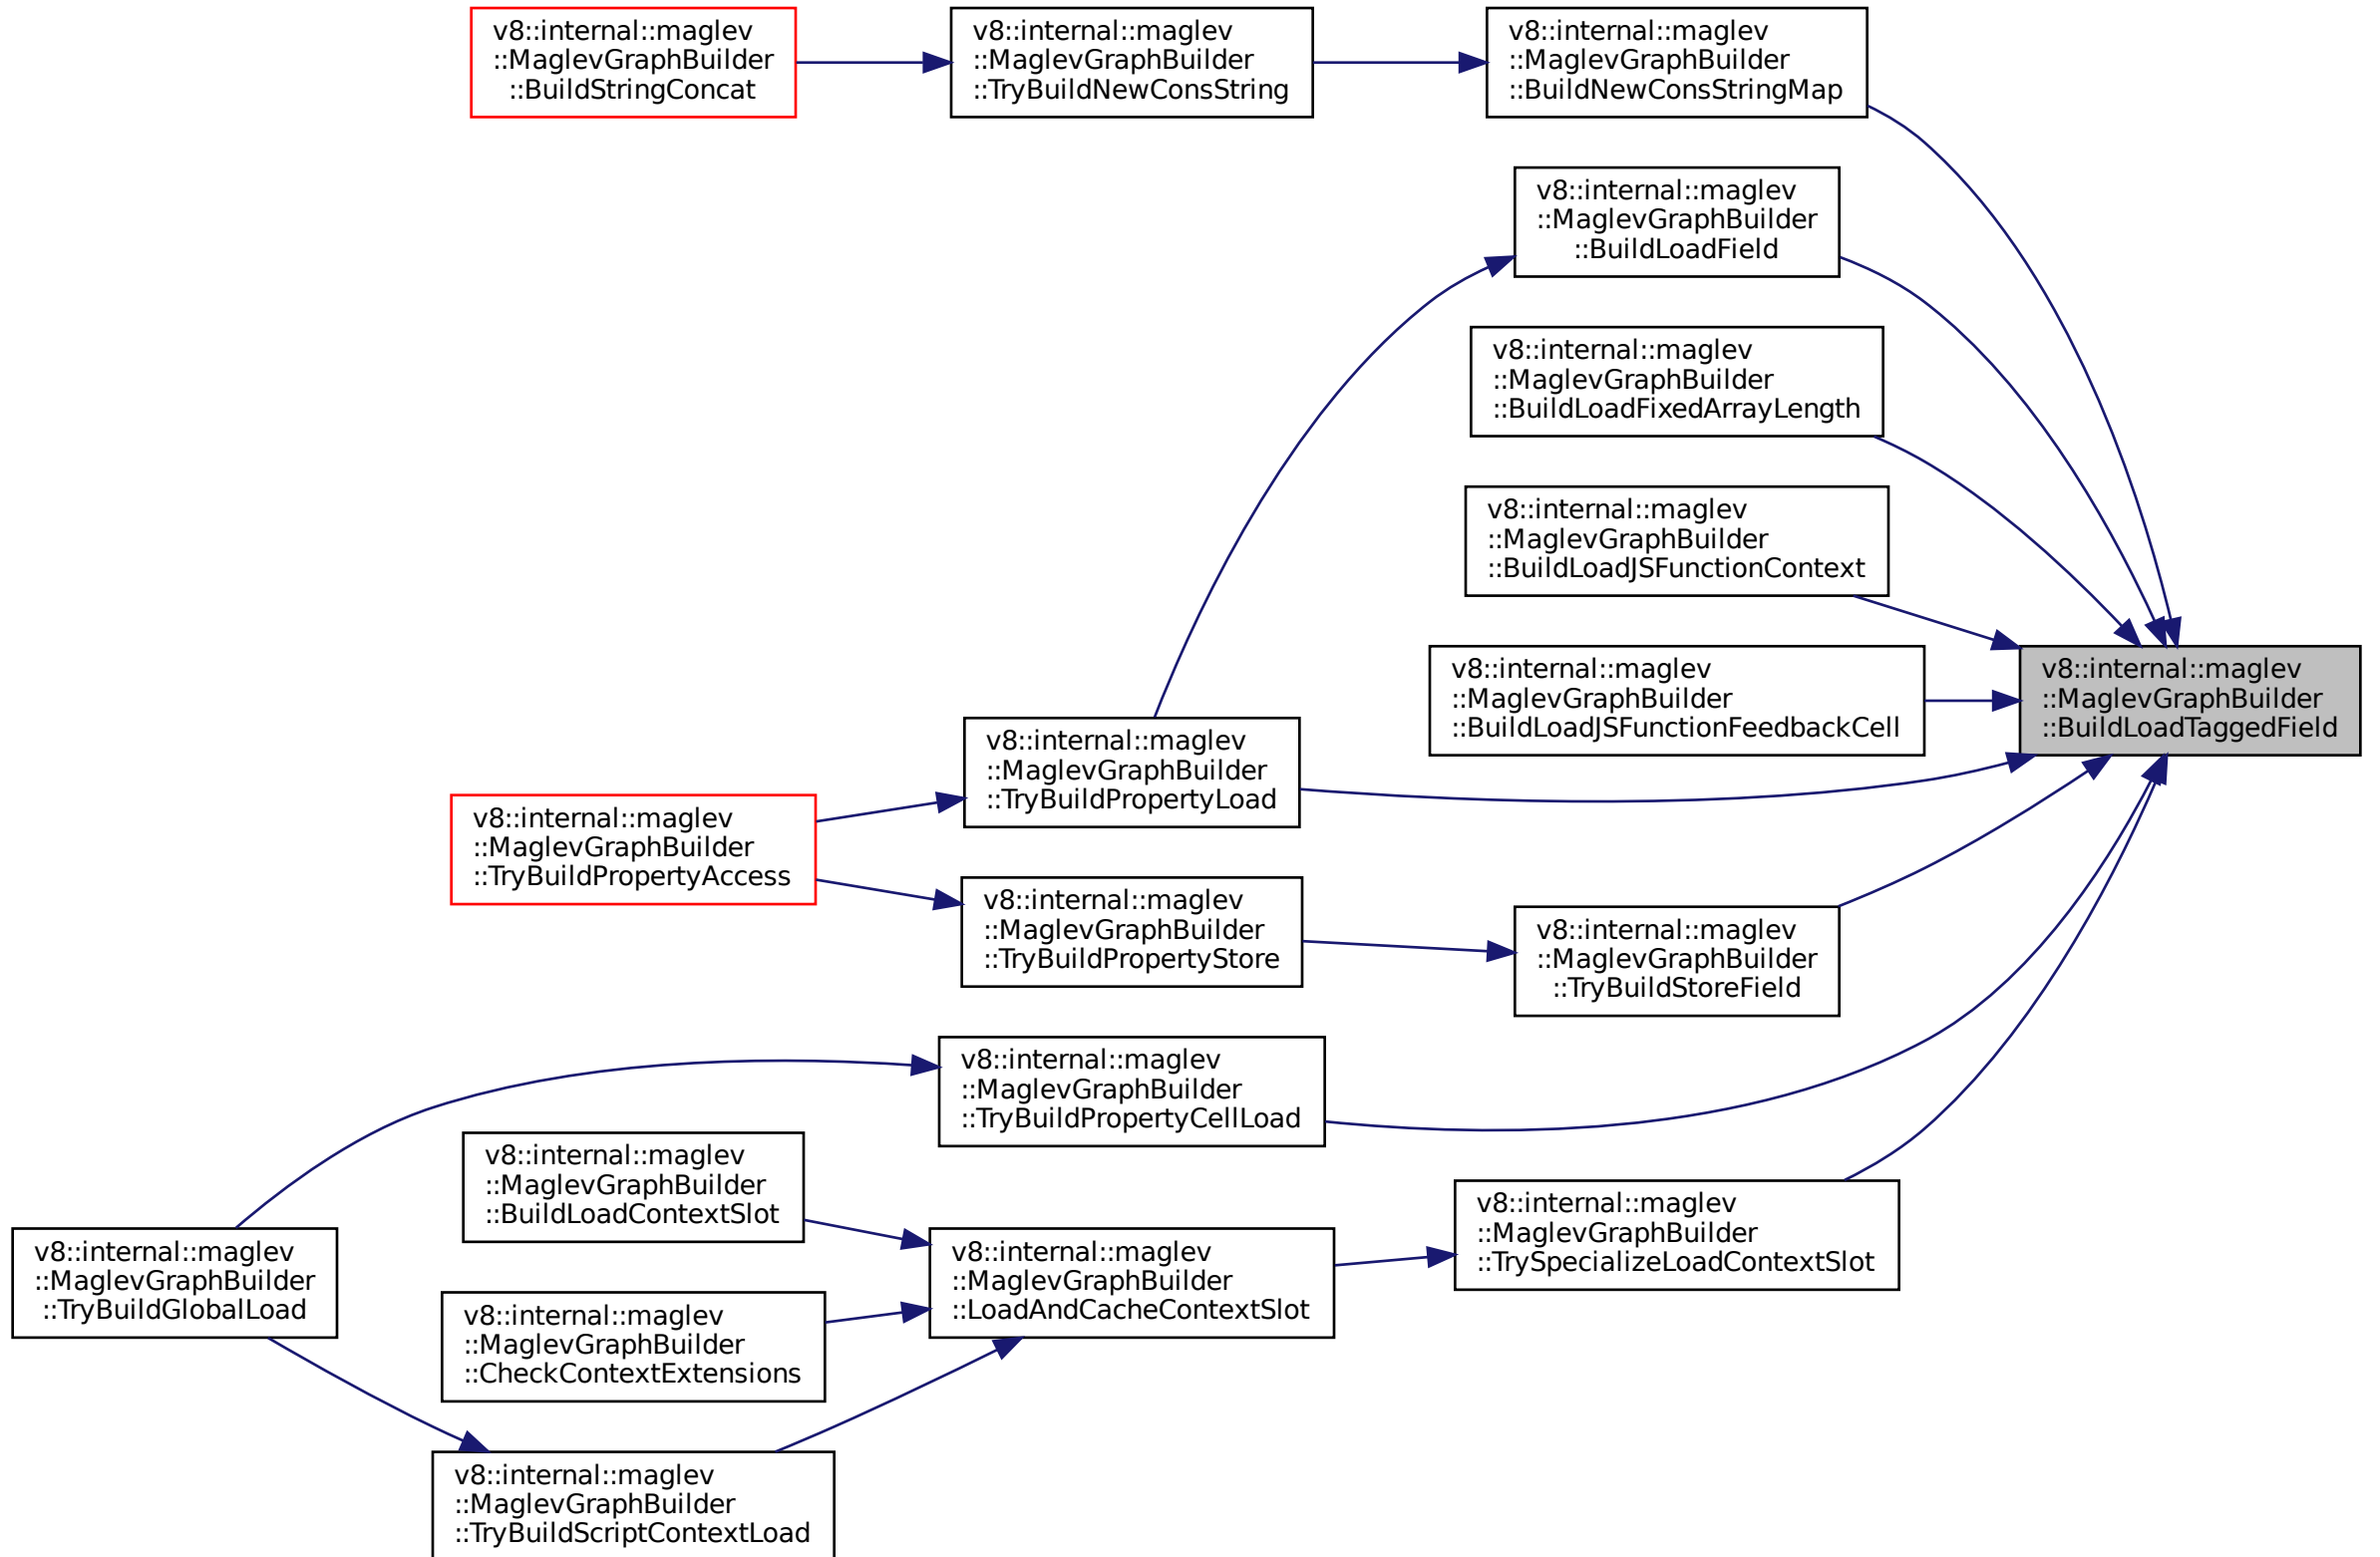 v8::internal::maglev
::MaglevGraphBuilder
::BuildStringConcat
v8::internal::maglev
::MaglevGraphBuilder
::TryBuildNewConsString
v8::internal::maglev
::MaglevGraphBuilder
::BuildNewConsStringMap
v8::internal::maglev
::MaglevGraphBuilder
::BuildLoadField
v8::internal::maglev
::MaglevGraphBuilder
::BuildLoadFixedArrayLength
v8::internal::maglev
::MaglevGraphBuilder
::BuildLoadJSFunctionContext
v8::internal::maglev
::MaglevGraphBuilder
::BuildLoadJSFunctionFeedbackCell
v8::internal::maglev
::MaglevGraphBuilder
::BuildLoadTaggedField
v8::internal::maglev
::MaglevGraphBuilder
::TryBuildPropertyLoad
v8::internal::maglev
::MaglevGraphBuilder
::TryBuildPropertyAccess
v8::internal::maglev
::MaglevGraphBuilder
::TryBuildPropertyStore
v8::internal::maglev
::MaglevGraphBuilder
::TryBuildStoreField
v8::internal::maglev
::MaglevGraphBuilder
::TryBuildPropertyCellLoad
v8::internal::maglev
::MaglevGraphBuilder
::BuildLoadContextSlot
v8::internal::maglev
::MaglevGraphBuilder
::TrySpecializeLoadContextSlot
v8::internal::maglev
::MaglevGraphBuilder
::TryBuildGlobalLoad
v8::internal::maglev
::MaglevGraphBuilder
::LoadAndCacheContextSlot
v8::internal::maglev
::MaglevGraphBuilder
::CheckContextExtensions
v8::internal::maglev
::MaglevGraphBuilder
::TryBuildScriptContextLoad